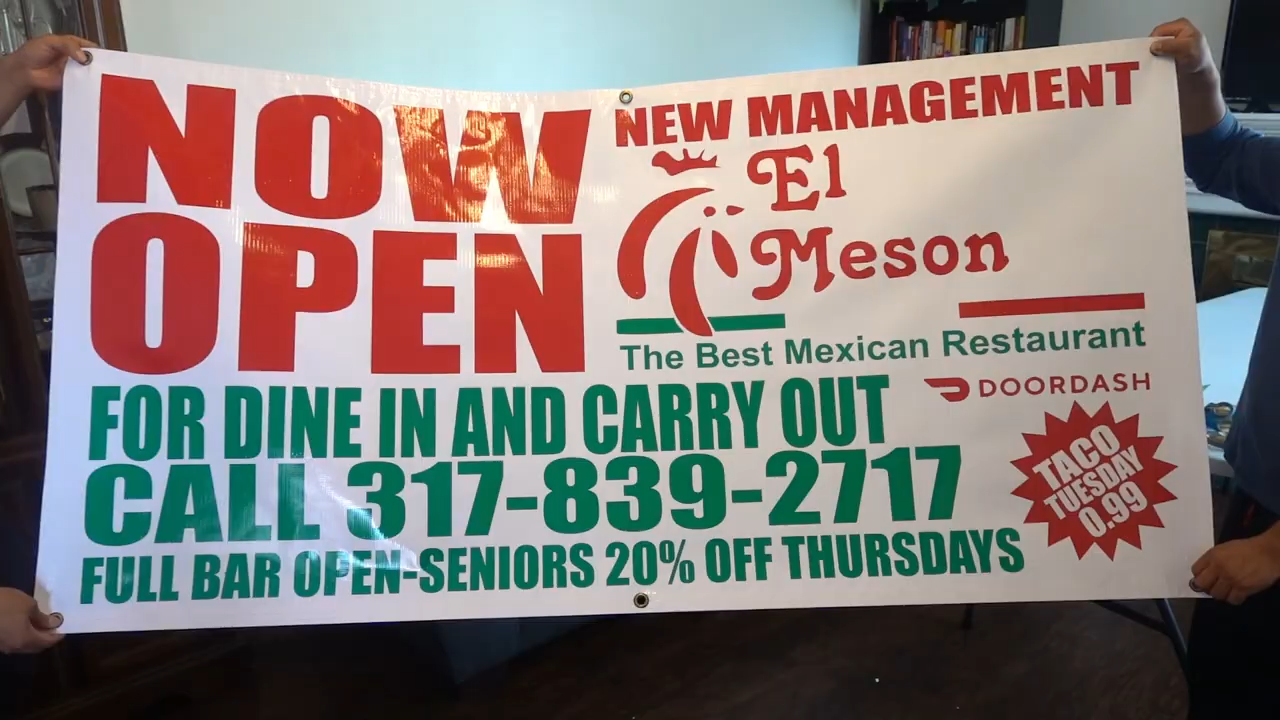 NOW
OPEN
NEW MANAGEMENT
El
Meson
The Best Mexican Restaurant
DOORDASH
FOR DINE IN AND CARRY OUT
CALL 317-839-2717
FULL BAR OPEN-SENIORS 20% OFF THURSDAYS
TACO
TUESDAY
0.99